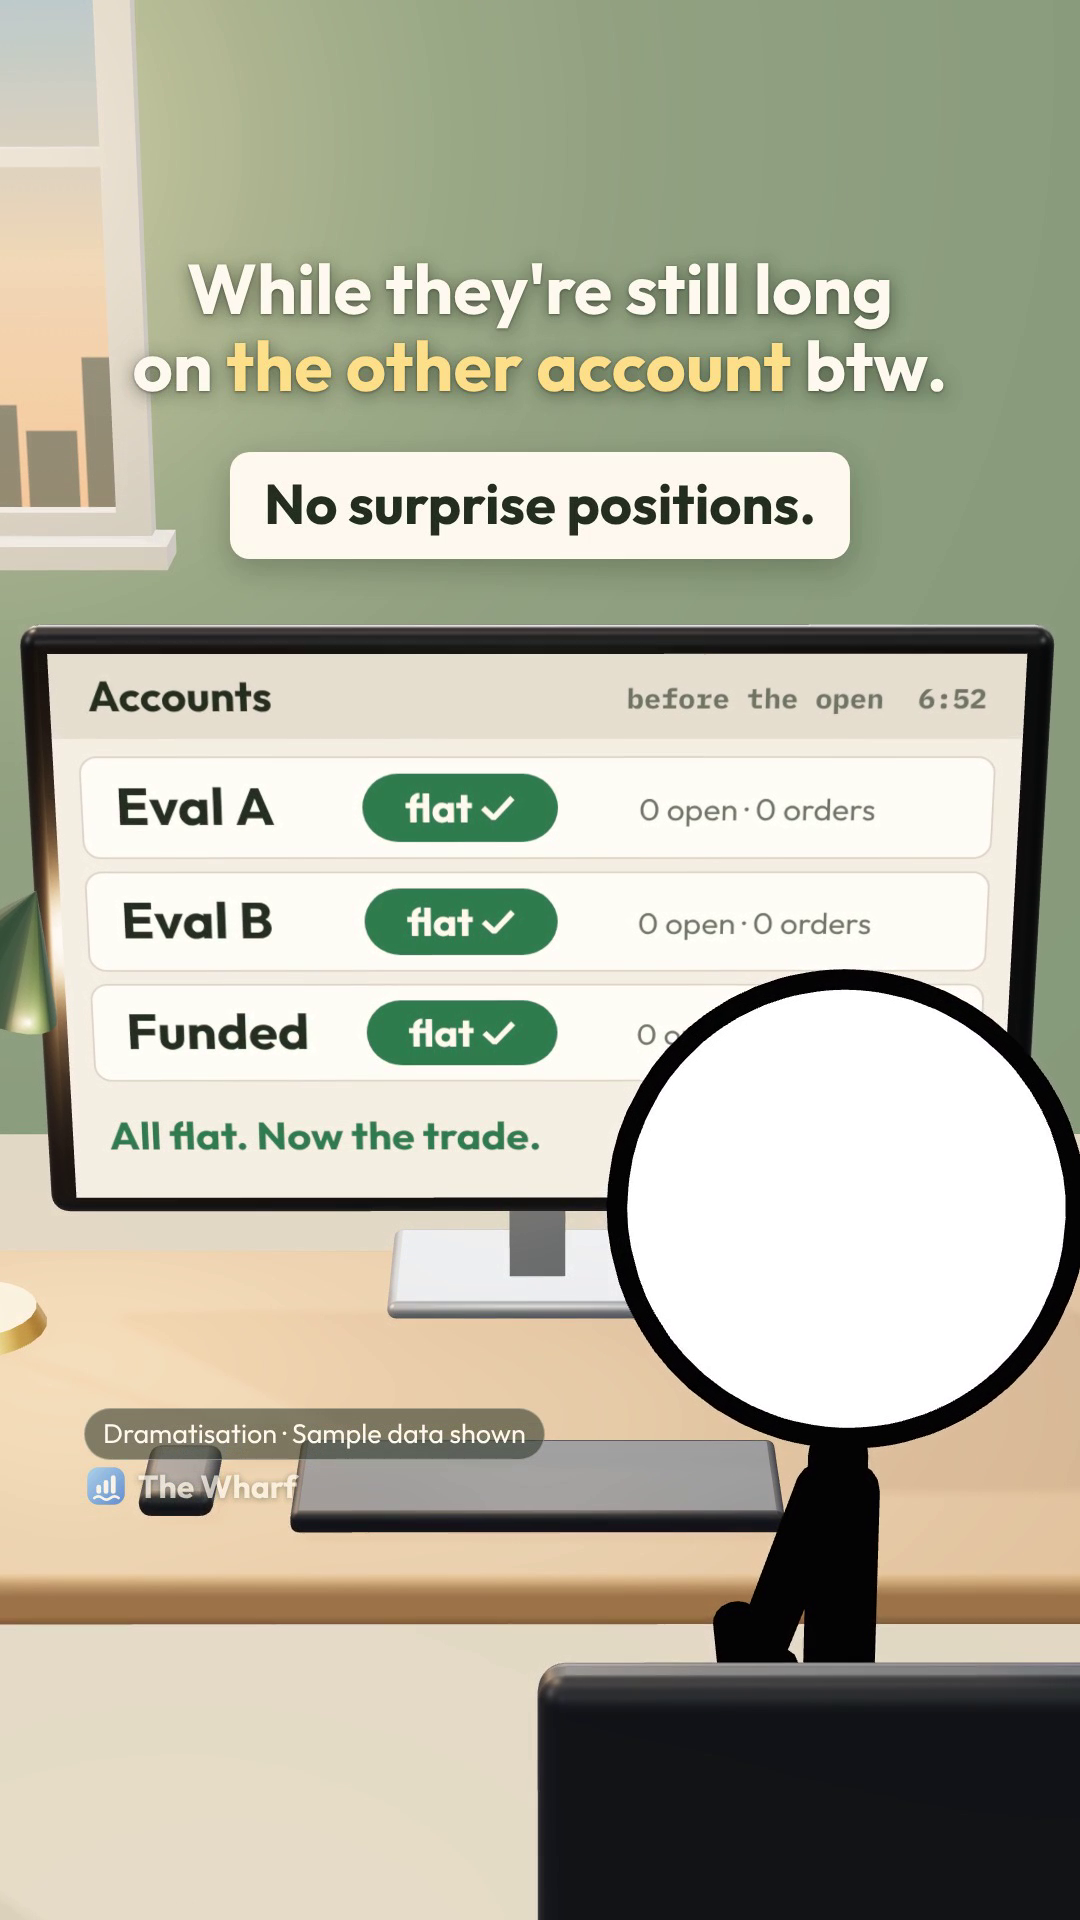 While they're still long
on the other account btw.
No surprise positions.
Accounts
before the open 6:52
Eval A
flat ✓
0 open · 0 orders
Eval B
flat ✓
0 open · 0 orders
Funded
flat ✓
0
All flat. Now the trade.
Dramatisation · Sample data shown
The Wharf